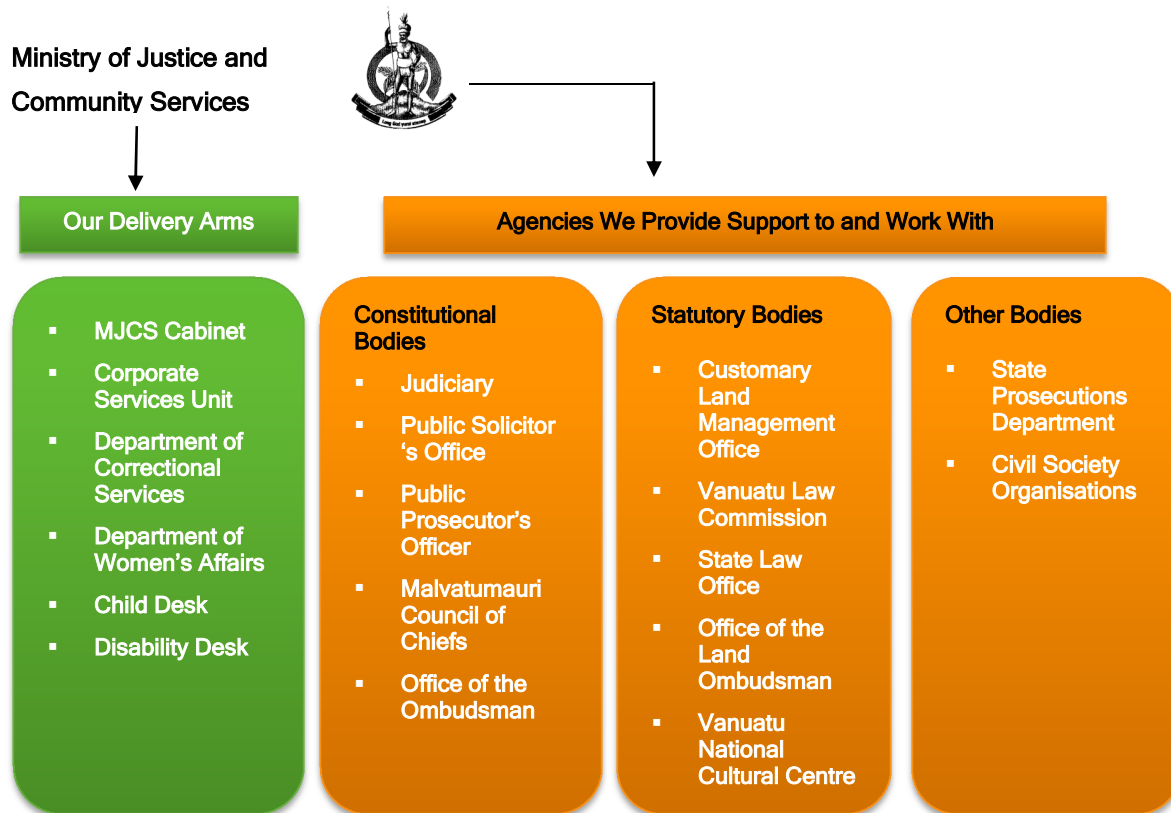 Ministry of Justice and
Community Services
Long God yumi stanap
Our Delivery Arms
Agencies We Provide Support to and Work With
MJCS Cabinet
Corporate
Services Unit
Department of
Correctional
Services
Department of
Women's Affairs
Child Desk
Disability Desk
Constitutional
Bodies
Judiciary
Public Solicitor
‘s Office
Public
Prosecutor’s
Officer
Malvatumauri
Council of
Chiefs
Office of the
Ombudsman
Statutory Bodies
Customary
Land
Management
Office
Vanuatu Law
Commission
State Law
Office
Office of the
Land
Ombudsman
Vanuatu
National
Cultural Centre
Other Bodies
State
Prosecutions
Department
Civil Society
Organisations